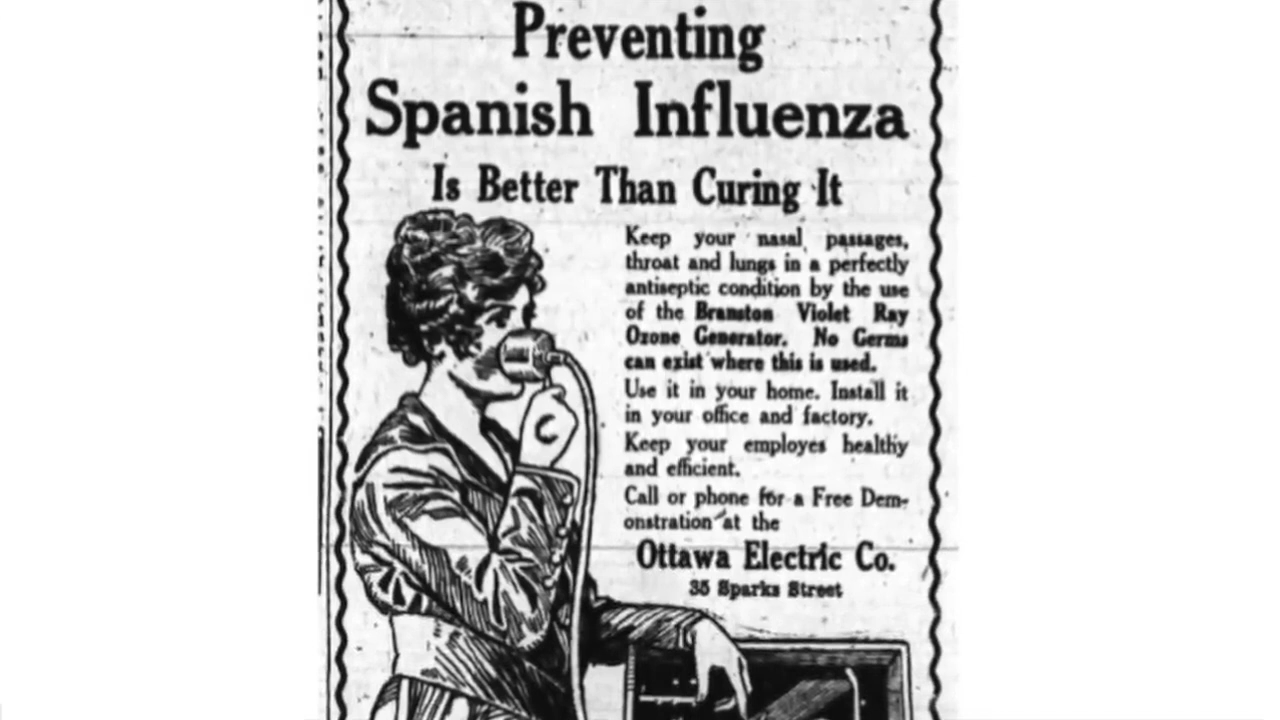 Preventing
Spanish Influenza
Is Better Than Curing It
Keep your nasal passages,
throat and lungs in a perfectly
antiseptic condition by the use
of the Branston Violet Ray
Ozone Generator. No Germs
can exist where this is used.
Use it in your home. Install it
in your office and factory.
Keep your employes healthy
and efficient.
Call or phone for a Free Dem-
onstration at the
Ottawa Electric Co.
35 Sparks Street